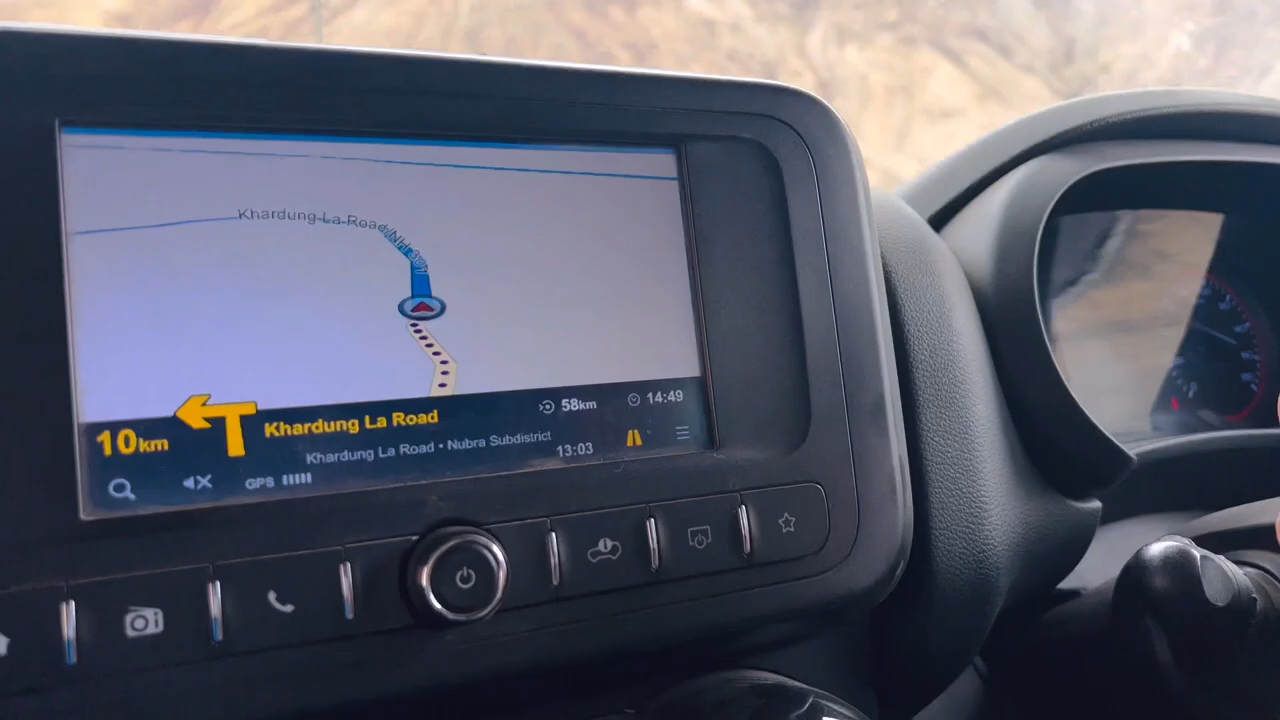 Khardung La Road/NH 301
10km
Khardung La Road
58km
14:49
Khardung La Road • Nubra Subdistrict
13:03
GPS